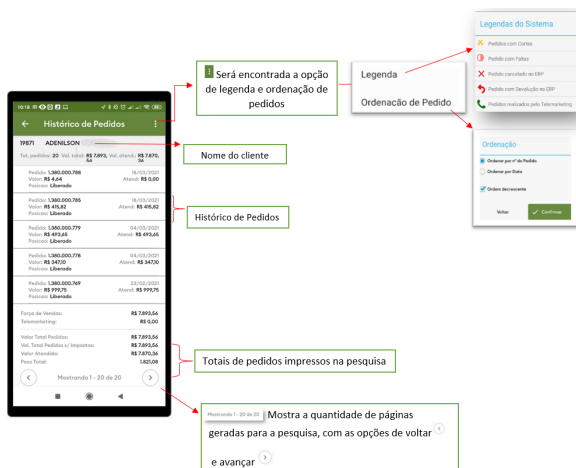 Legendas do Sistema
Pedidos com Cortes
Pedido com Faltas
Pedido cancelado no ERP
Pedido com Devolução no ERP
Pedidos realizados pelo Telemarketing
Será encontrada a opção
de legenda e ordenação de
pedidos
Legenda
Ordenação de Pedido
Ordenação
Ordenar por nº do Pedido
Ordenar por Data
Ordem decrescente
Voltar
Confirmar
10:18
Histórico de Pedidos
19871 ADENILSON
Tot. pedidos: 20 Val. total: R$ 7.893,56 Val. atend.: R$ 7.870,36
Pedido: 1.380.000.788 18/03/2021
Valor: R$ 4,64 Atend: R$ 0,00
Posicao: Liberado
Pedido: 1.380.000.785 18/03/2021
Valor: R$ 415,82 Atend: R$ 415,82
Posicao: Liberado
Pedido: 1.380.000.779 04/03/2021
Valor: R$ 493,65 Atend: R$ 493,65
Posicao: Liberado
Pedido: 1.380.000.778 04/03/2021
Valor: R$ 347,10 Atend: R$ 347,10
Posicao: Liberado
Pedido: 1.380.000.769 23/02/2021
Valor: R$ 999,75 Atend: R$ 999,75
Posicao: Liberado
Força de Vendas: R$ 7.893,56
Telemarketing: R$ 0,00
Valor Total Pedidos: R$ 7.893,56
Val. Total Pedidos s/ Impostos: R$ 7.893,56
Valor Atendido: R$ 7.870,36
Peso Total: 1.821,08
Mostrando 1 - 20 de 20
Nome do cliente
Histórico de Pedidos
Totais de pedidos impressos na pesquisa
Mostrando 1 - 20 de 20 Mostra a quantidade de páginas
geradas para a pesquisa, com as opções de voltar
e avançar